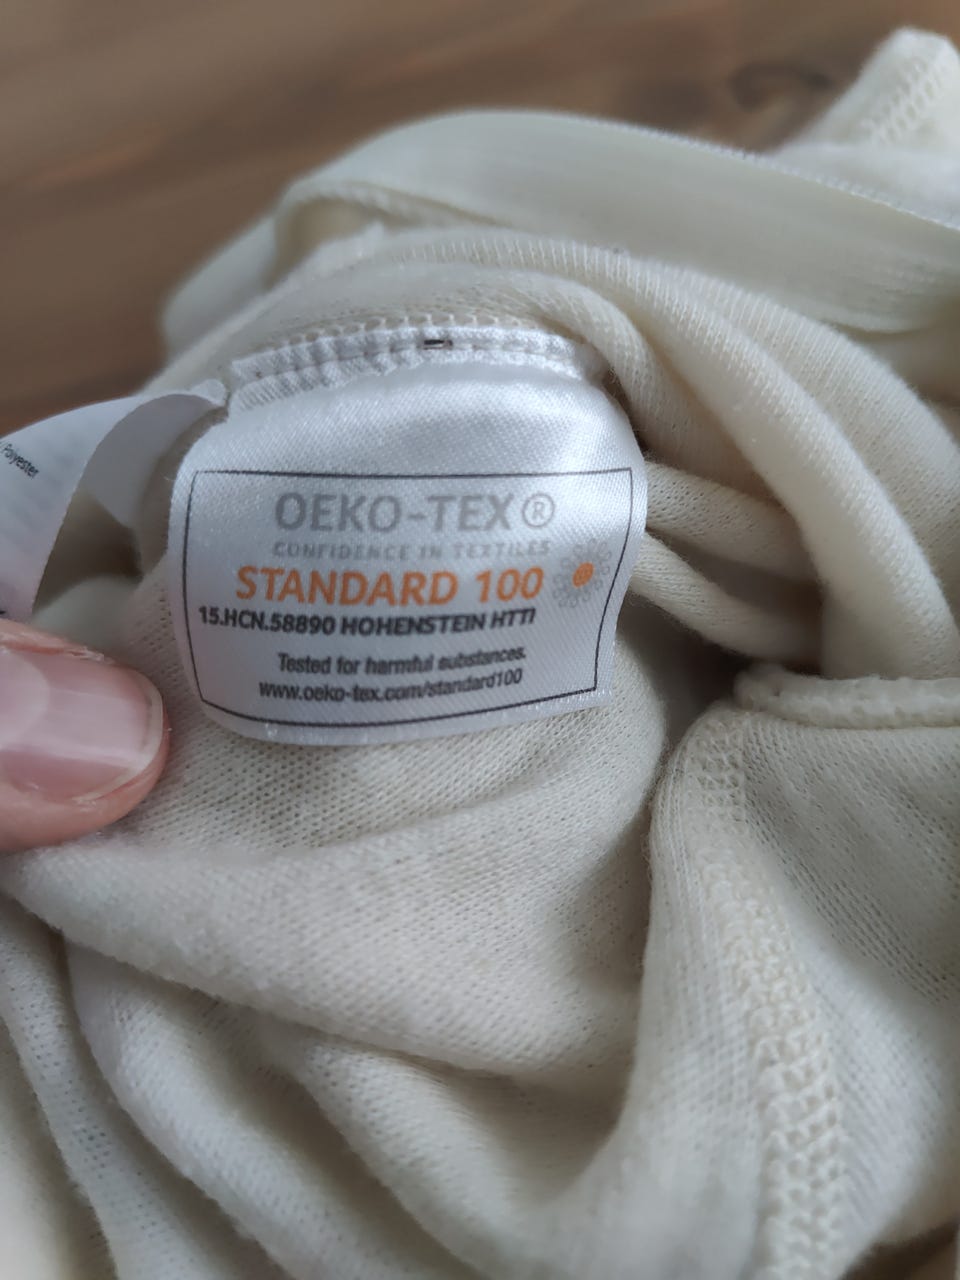 Polyester
OEKO-TEX®
CONFIDENCE IN TEXTILES
STANDARD 100
15.HCN.58890 HOHENSTEIN HTTI
Tested for harmful substances.
www.oeko-tex.com/standard100